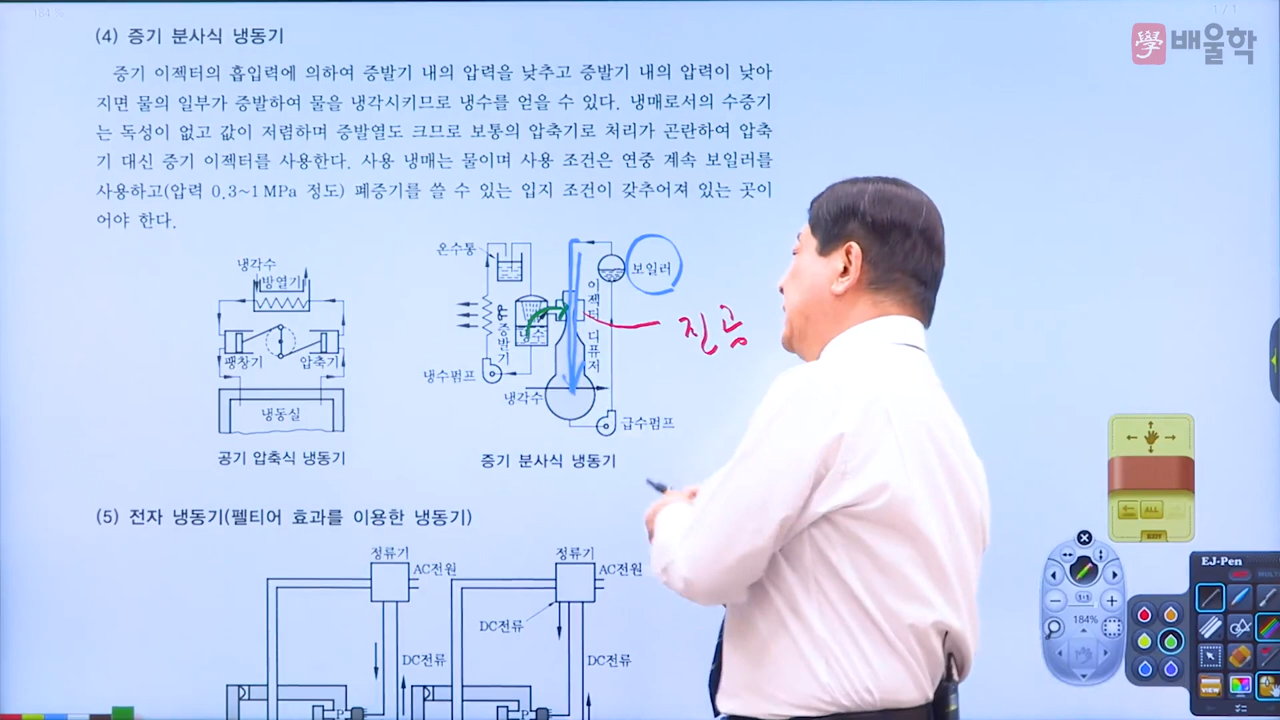 184 %
1 / 1
學 배울학
(4) 증기 분사식 냉동기
증기 이젝터의 흡입력에 의하여 증발기 내의 압력을 낮추고 증발기 내의 압력이 낮아
지면 물의 일부가 증발하여 물을 냉각시키므로 냉수를 얻을 수 있다. 냉매로서의 수증기
는 독성이 없고 값이 저렴하며 증발열도 크므로 보통의 압축기로 처리가 곤란하여 압축
기 대신 증기 이젝터를 사용한다. 사용 냉매는 물이며 사용 조건은 연중 계속 보일러를
사용하고(압력 0.3~1 MPa 정도) 폐증기를 쓸 수 있는 입지 조건이 갖추어져 있는 곳이
어야 한다.
냉각수
방열기
팽창기
압축기
냉동실
공기 압축식 냉동기
온수통
보일러
이젝터
디퓨저
증발기
냉수
진공
냉수펌프
냉각수
급수펌프
증기 분사식 냉동기
(5) 전자 냉동기(펠티어 효과를 이용한 냉동기)
정류기
AC전원
DC전류
P
정류기
AC전원
DC전류
DC전류
P
ALL
EXIT
1:1
184%
EJ-Pen
VIEW